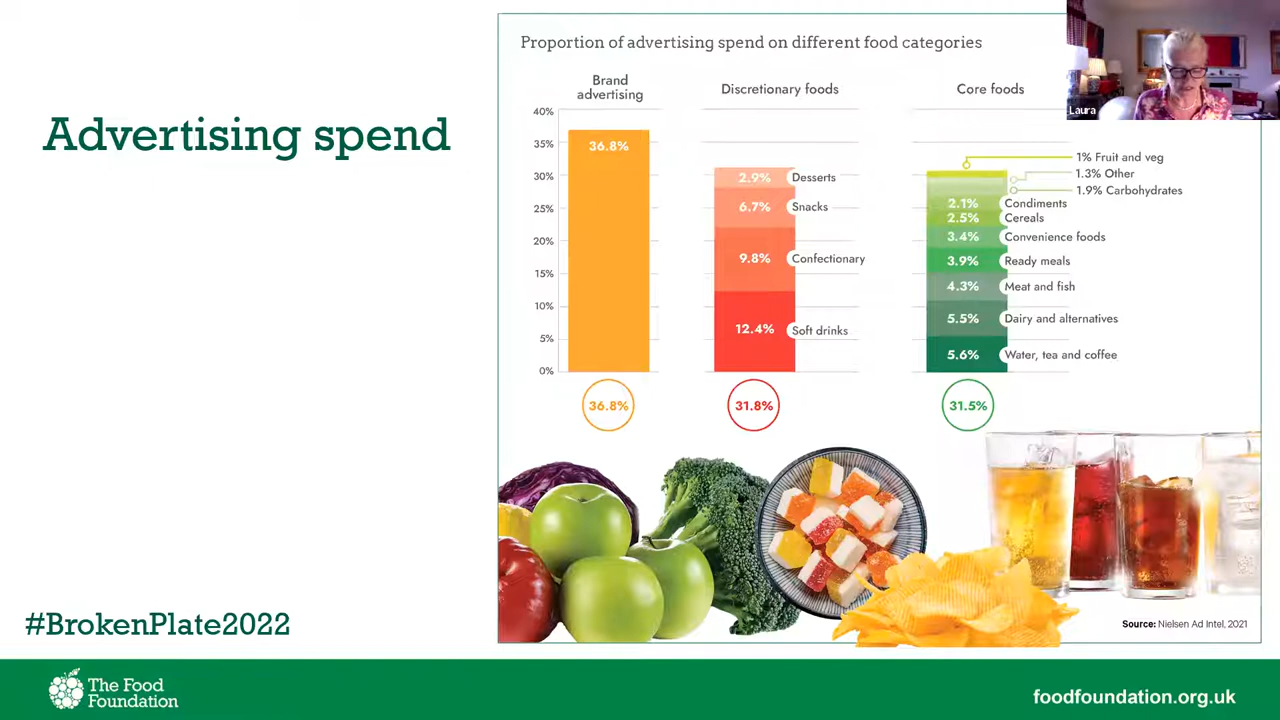 Advertising spend
#BrokenPlate2022
Proportion of advertising spend on different food categories
Brand
advertising
Discretionary foods
Core foods
40%
35%
30%
25%
20%
15%
10%
5%
0%
36.8%
36.8%
2.9% Desserts
6.7% Snacks
9.8% Confectionary
12.4% Soft drinks
31.8%
1% Fruit and veg
1.3% Other
1.9% Carbohydrates
2.1% Condiments
2.5% Cereals
3.4% Convenience foods
3.9% Ready meals
4.3% Meat and fish
5.5% Dairy and alternatives
5.6% Water, tea and coffee
31.5%
Source: Nielsen Ad Intel, 2021
Laura
The Food
Foundation
foodfoundation.org.uk